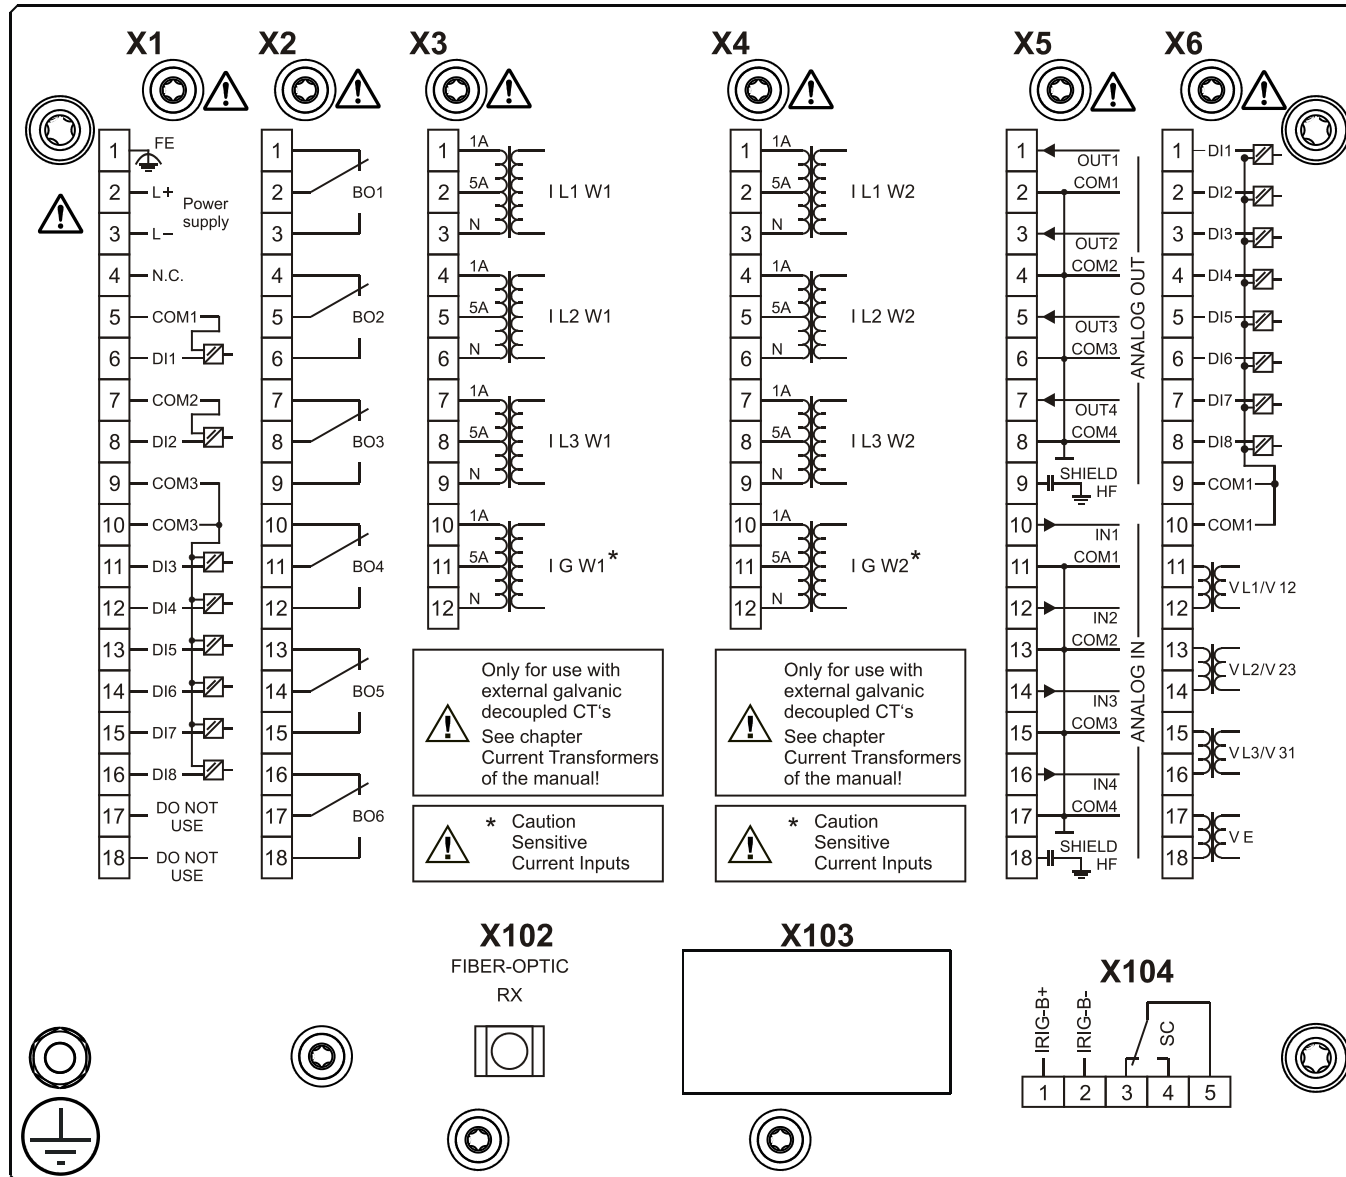 X1
1 FE
2 L+ Power
supply
3 L–
4 N.C.
5 COM1
6 DI1
7 COM2
8 DI2
9 COM3
10 COM3
11 DI3
12 DI4
13 DI5
14 DI6
15 DI7
16 DI8
17 DO NOT
USE
18 DO NOT
USE
X2
1
2 BO1
3
4
5 BO2
6
7
8 BO3
9
10
11 BO4
12
13
14 BO5
15
16
17 BO6
18
X3
1 1A
2 5A I L1 W1
3 N
4 1A
5 5A I L2 W1
6 N
7 1A
8 5A I L3 W1
9 N
10 1A
11 5A I G W1*
12 N
Only for use with
external galvanic
decoupled CT‘s
See chapter
Current Transformers
of the manual!
* Caution
Sensitive
Current Inputs
X4
1 1A
2 5A I L1 W2
3 N
4 1A
5 5A I L2 W2
6 N
7 1A
8 5A I L3 W2
9 N
10 1A
11 5A I G W2*
12 N
Only for use with
external galvanic
decoupled CT‘s
See chapter
Current Transformers
of the manual!
* Caution
Sensitive
Current Inputs
X5
1 OUT1
2 COM1
3 OUT2
4 COM2
5 OUT3
6 COM3
7 OUT4
8 COM4
9 SHIELD
HF
ANALOG OUT
10 IN1
11 COM1
12 IN2
13 COM2
14 IN3
15 COM3
16 IN4
17 COM4
18 SHIELD
HF
ANALOG IN
X6
1 DI1
2 DI2
3 DI3
4 DI4
5 DI5
6 DI6
7 DI7
8 DI8
9 COM1
10 COM1
11
12 V L1/V 12
13
14 V L2/V 23
15
16 V L3/V 31
17
18 V E
X102
FIBER-OPTIC
RX
X103
X104
IRIG-B+
IRIG-B-
SC
1 2 3 4 5